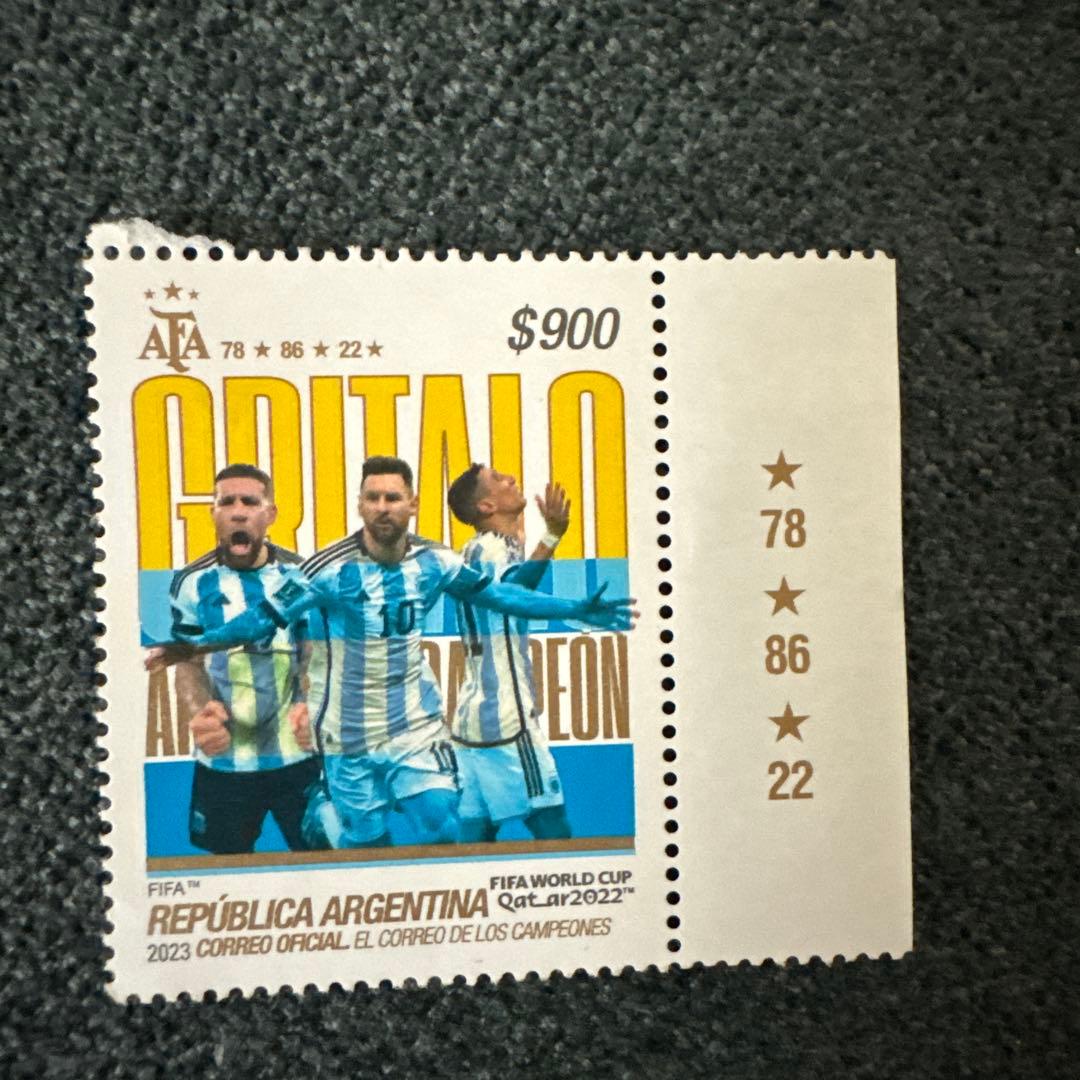 AFA 78 ★ 86 ★ 22 ★
$900
GRITALO
10
10
FIFA™
FIFA WORLD CUP
Qatar2022™
REPÚBLICA ARGENTINA
2023 CORREO OFICIAL. EL CORREO DE LOS CAMPEONES
★
78
★
86
★
22